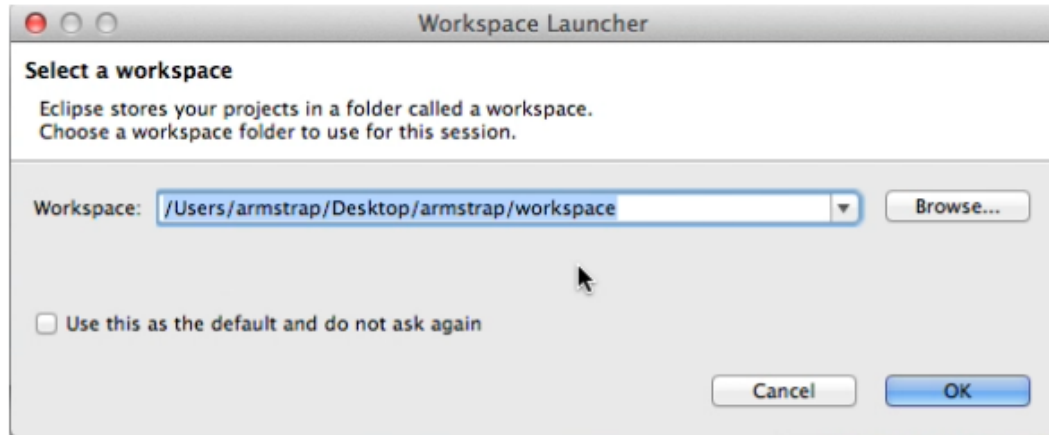 Workspace Launcher
Select a workspace
Eclipse stores your projects in a folder called a workspace.
Choose a workspace folder to use for this session.
Workspace: /Users/armstrap/Desktop/armstrap/workspace Browse...
Use this as the default and do not ask again
Cancel OK